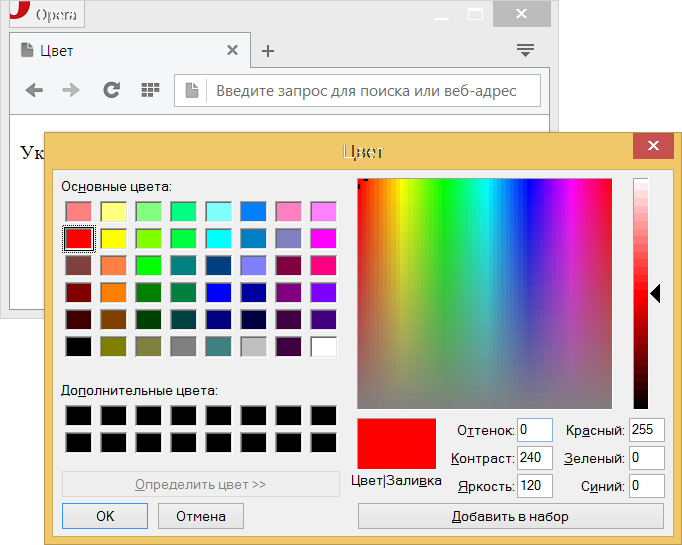 Opera
Цвет
Введите запрос для поиска или веб-адрес
Ук
Цвет
Основные цвета:
Дополнительные цвета:
Определить цвет >>
OK
Отмена
Цвет|Заливка
Оттенок: 0
Контраст: 240
Яркость: 120
Красный: 255
Зеленый: 0
Синий: 0
Добавить в набор